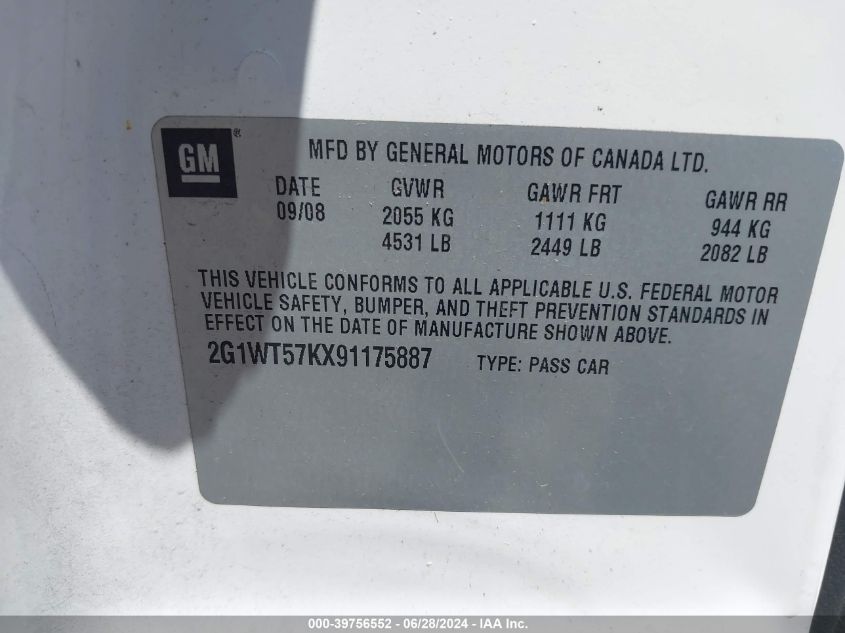 GM ®
MFD BY GENERAL MOTORS OF CANADA LTD.
DATE GVWR GAWR FRT GAWR RR
09/08 2055 KG 1111 KG 944 KG
4531 LB 2449 LB 2082 LB
THIS VEHICLE CONFORMS TO ALL APPLICABLE U.S. FEDERAL MOTOR
VEHICLE SAFETY, BUMPER, AND THEFT PREVENTION STANDARDS IN
EFFECT ON THE DATE OF MANUFACTURE SHOWN ABOVE.
2G1WT57KX91175887 TYPE: PASS CAR
000-39756552 / 06/28/2024 / IAA Inc.